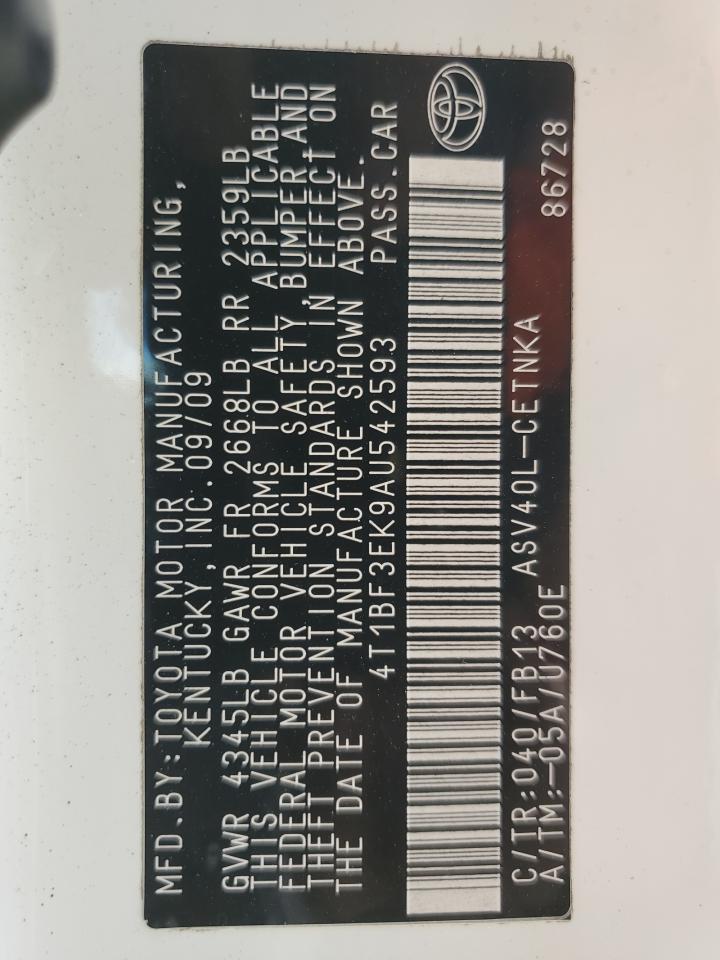 MFD.BY:TOYOTA MOTOR MANUFACTURING,
KENTUCKY,INC.09/09
GVWR 4345LB GAWR FR 2668LB RR 2359LB
THIS VEHICLE CONFORMS TO ALL APPLICABLE
FEDERAL MOTOR VEHICLE SAFETY,BUMPER,AND
THEFT PREVENTION STANDARDS IN EFFECT ON
THE DATE OF MANUFACTURE SHOWN ABOVE.
4T1BF3EK9AU542593 PASS.CAR
C/TR:040/FB13 ASV40L-CETNKA
A/TM:-05A/U760E 86728